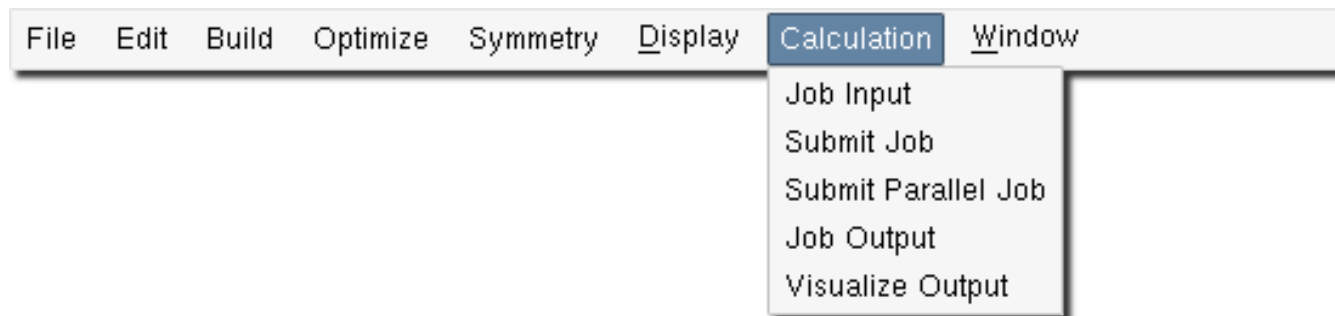 File Edit Build Optimize Symmetry Display Calculation Window
Job Input
Submit Job
Submit Parallel Job
Job Output
Visualize Output